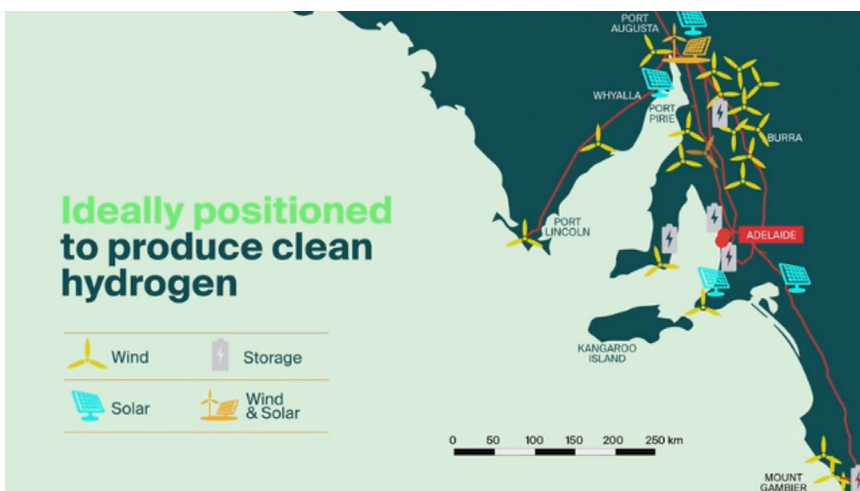 Ideally positioned
to produce clean
hydrogen
Wind
Storage
Solar
Wind
& Solar
PORT
AUGUSTA
WHYALLA
PORT
PIRIE
BURRA
PORT
LINCOLN
ADELAIDE
KANGAROO
ISLAND
0 50 100 150 200 250 km
MOUNT
GAMBIER